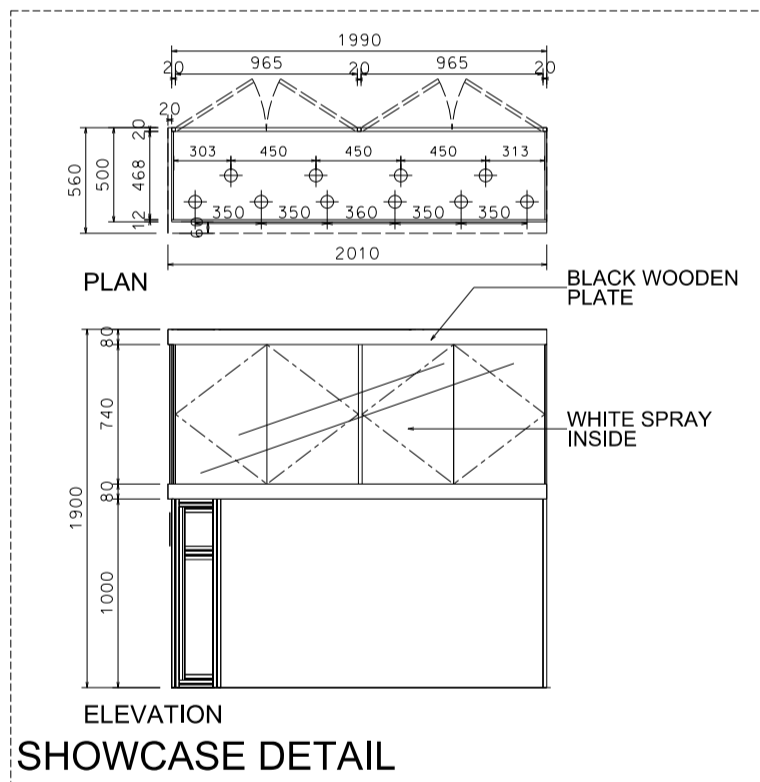 1990
20 965 20 965 20
20
20
303 450 450 450 313
560 500 468
12
350 350 360 350 350
60
2010
PLAN
BLACK WOODEN
PLATE
80
740
WHITE SPRAY
INSIDE
80
1900
1000
ELEVATION
SHOWCASE DETAIL